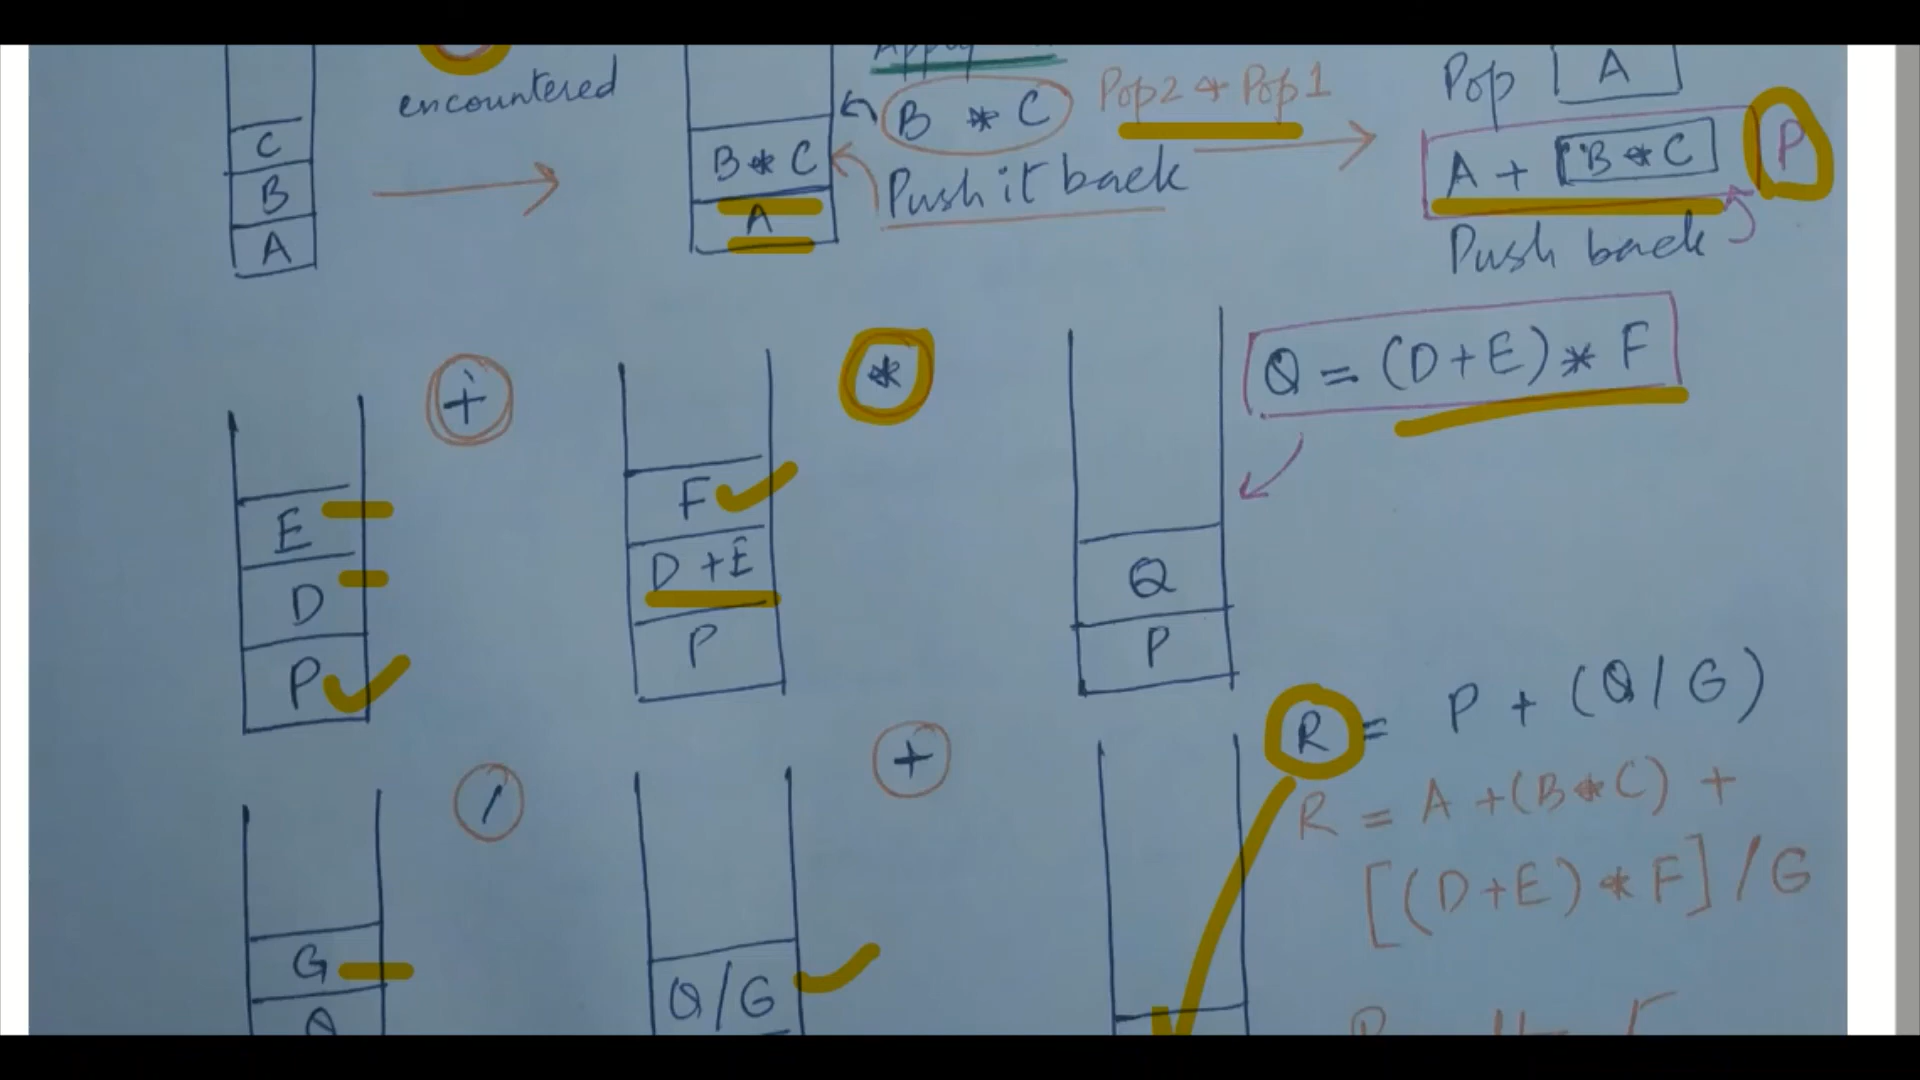 encountered
C
B
A
B * C
A
B * C
Push it back
Pop2 & Pop1
Pop A
A + [B * C] P
Push back
E
D
P
+
F
D + E
P
*
Q
P
Q = (D+E) * F
G
/
Q/G
+
R = P + (Q/G)
R = A + (B * C) +
[(D+E) * F] / G